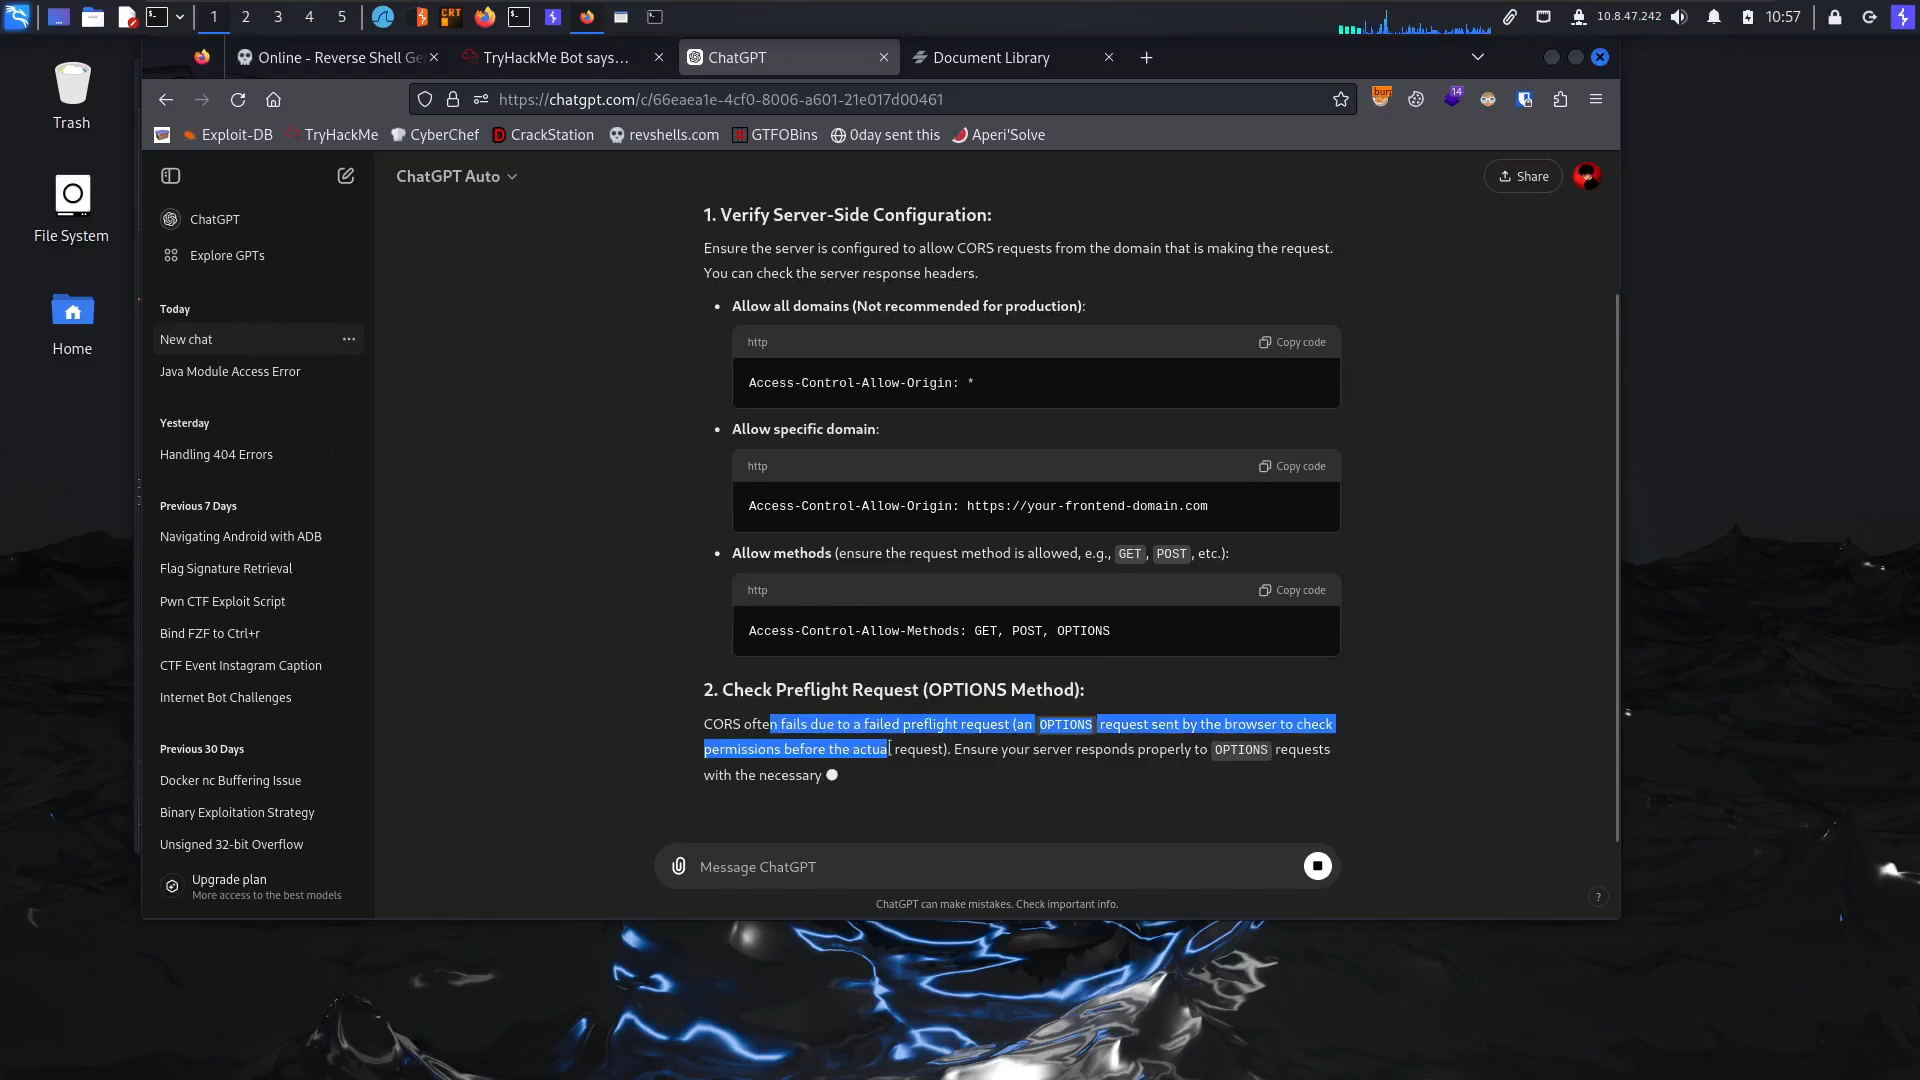 1
2
3
4
5
CRT
10.8.47.242
10:57
Online - Reverse Shell Ge
TryHackMe Bot says...
ChatGPT
Document Library
https://chatgpt.com/c/66eaea1e-4cf0-8006-a601-21e017d00461
burp
14
Exploit-DB
TryHackMe
CyberChef
CrackStation
revshells.com
GTFOBins
0day sent this
Aperi'Solve
Trash
File System
Home
ChatGPT
Explore GPTs
Today
New chat
Java Module Access Error
Yesterday
Handling 404 Errors
Previous 7 Days
Navigating Android with ADB
Flag Signature Retrieval
Pwn CTF Exploit Script
Bind FZF to Ctrl+r
CTF Event Instagram Caption
Internet Bot Challenges
Previous 30 Days
Docker nc Buffering Issue
Binary Exploitation Strategy
Unsigned 32-bit Overflow
Upgrade plan
More access to the best models
ChatGPT Auto
Share
1. Verify Server-Side Configuration:
Ensure the server is configured to allow CORS requests from the domain that is making the request.
You can check the server response headers.
• Allow all domains (Not recommended for production):
http
Copy code
Access-Control-Allow-Origin: *
• Allow specific domain:
http
Copy code
Access-Control-Allow-Origin: https://your-frontend-domain.com
• Allow methods (ensure the request method is allowed, e.g., GET, POST, etc.):
http
Copy code
Access-Control-Allow-Methods: GET, POST, OPTIONS
2. Check Preflight Request (OPTIONS Method):
CORS often fails due to a failed preflight request (an OPTIONS request sent by the browser to check
permissions before the actua request). Ensure your server responds properly to OPTIONS requests
with the necessary
Message ChatGPT
ChatGPT can make mistakes. Check important info.
?